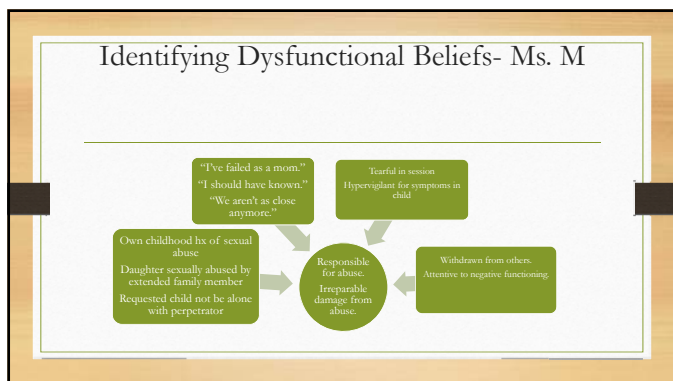 Identifying Dysfunctional Beliefs- Ms. M
“I’ve failed as a mom.”
“I should have known.”
“We aren’t as close
anymore.”
Tearful in session
Hypervigilant for symptoms in
child
Own childhood hx of sexual
abuse
Daughter sexually abused by
extended family member
Requested child not be alone
with perpetrator
Responsible
for abuse.
Irreparable
damage from
abuse.
Withdrawn from others.
Attentive to negative functioning.